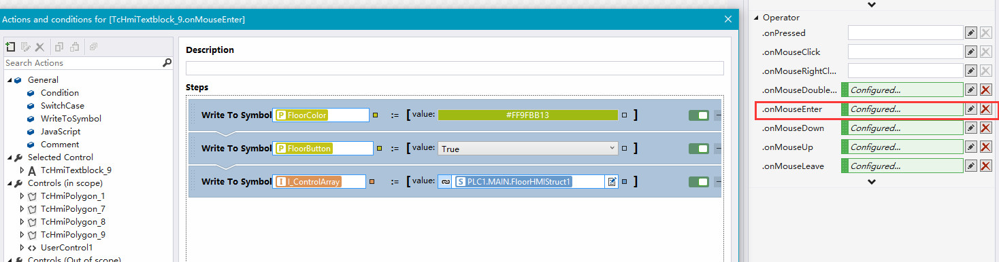 Actions and conditions for [TcHmiTextblock_9.onMouseEnter]
Search Actions
General
Condition
SwitchCase
WriteToSymbol
JavaScript
Comment
Selected Control
TcHmiTextblock_9
Controls (in scope)
TcHmiPolygon_1
TcHmiPolygon_7
TcHmiPolygon_8
TcHmiPolygon_9
UserControl1
Controls (Out of scope)
Description
Steps
Write To Symbol P FloorColor := [ value: #FF9FBB13 ]
Write To Symbol P FloorButton := [ value: True ]
Write To Symbol I I_ControlArray := [ value: S PLC1.MAIN.FloorHMIStruct1 ]
Operator
.onPressed
.onMouseClick
.onMouseRightCl...
.onMouseDouble... Configured...
.onMouseEnter Configured...
.onMouseDown Configured...
.onMouseUp Configured...
.onMouseLeave Configured...